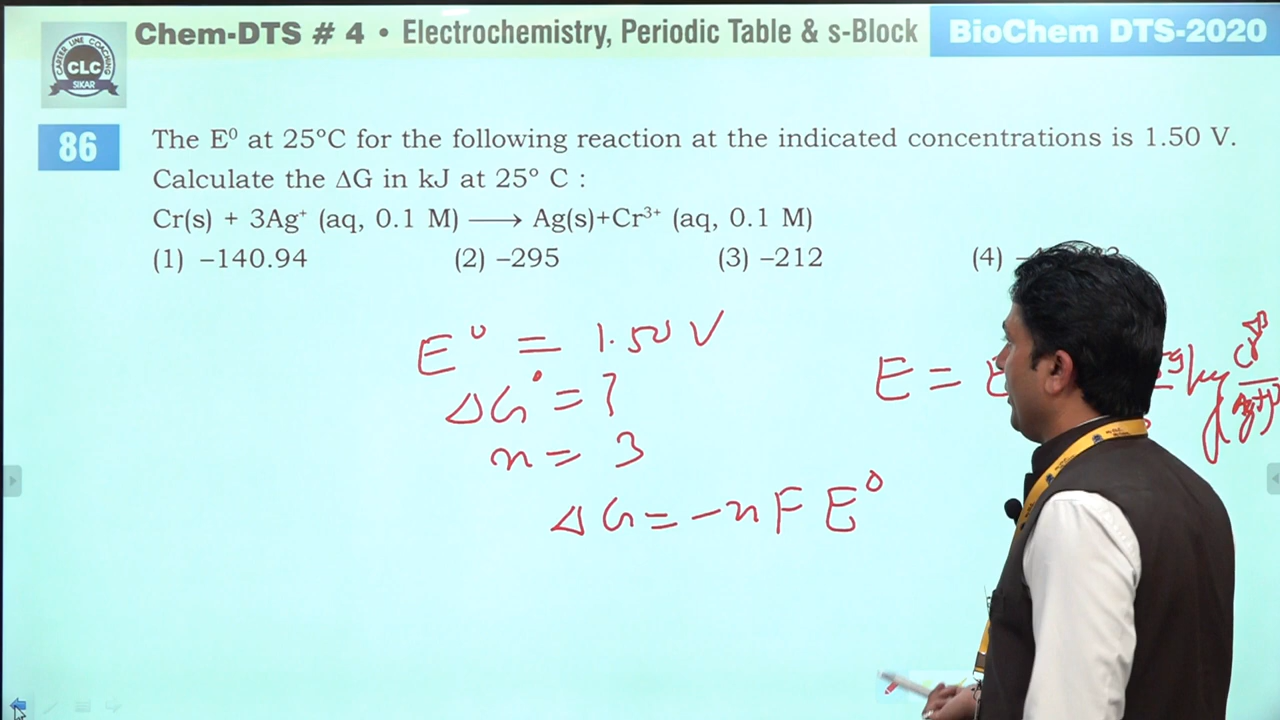 Chem-DTS # 4 • Electrochemistry, Periodic Table & s-Block
BioChem DTS-2020
CAREER LINE COACHING
CLC
SIKAR
86
The E⁰ at 25°C for the following reaction at the indicated concentrations is 1.50 V.
Calculate the ΔG in kJ at 25° C :
Cr(s) + 3Ag⁺ (aq, 0.1 M) ⟶ Ag(s)+Cr³⁺ (aq, 0.1 M)
(1) –140.94 (2) –295 (3) –212 (4)
E⁰ = 1.50 V
ΔG° = ?
n = 3
ΔG = -nFE⁰
E = E